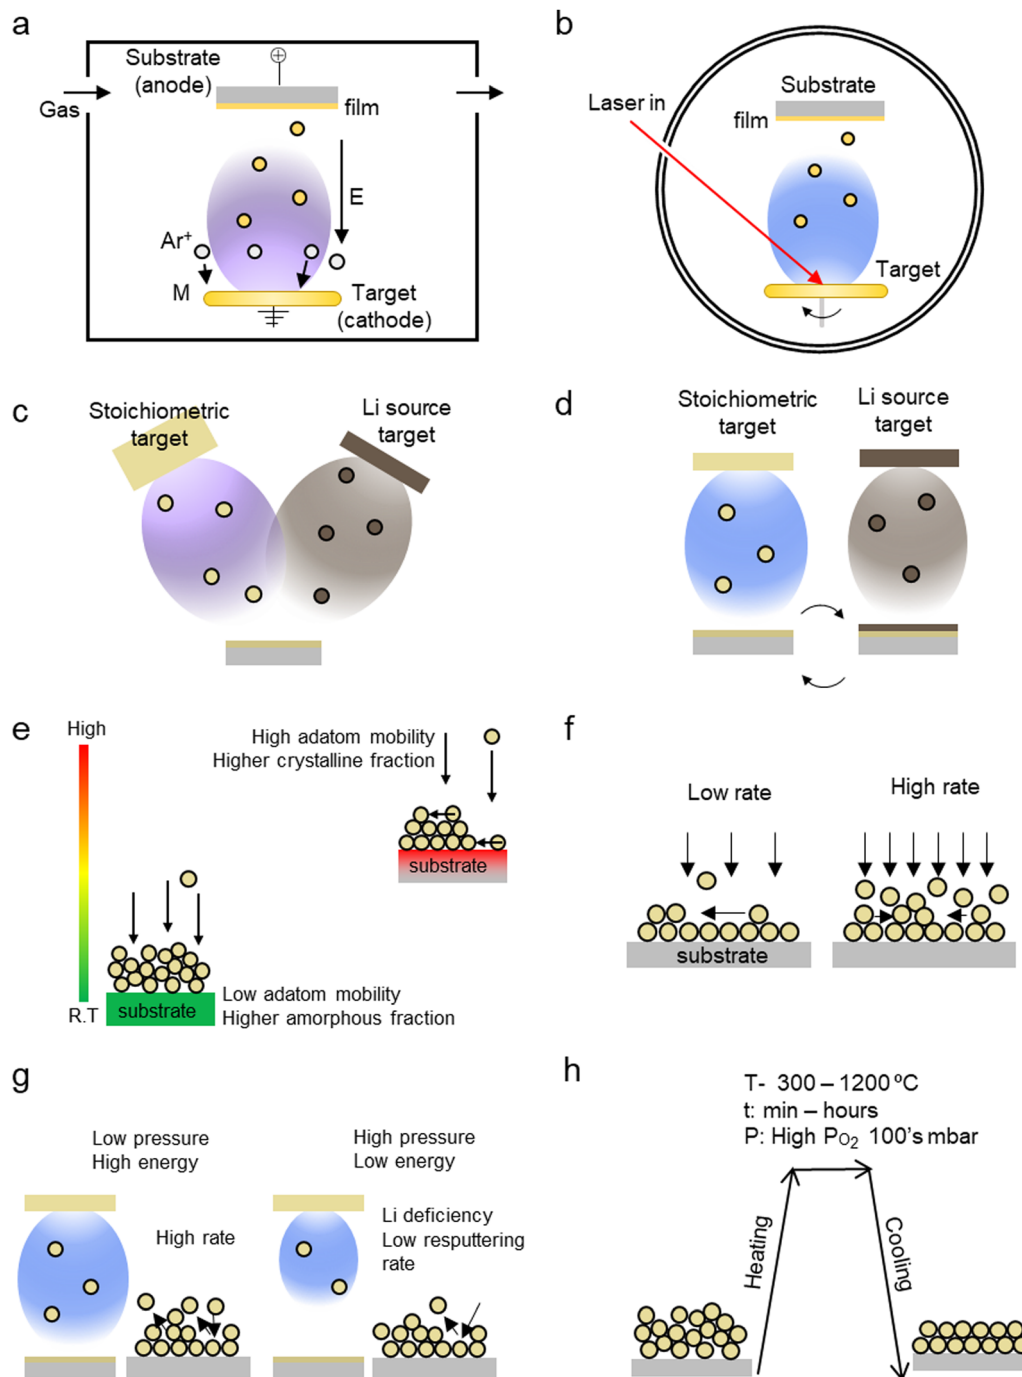 a
Substrate
(anode)
Gas
film
E
Ar+
M
Target
(cathode)
b
Substrate
Laser in
film
Target
c
Stoichiometric
target
Li source
target
d
Stoichiometric
target
Li source
target
e
High
R.T
High adatom mobility
Higher crystalline fraction
substrate
substrate
Low adatom mobility
Higher amorphous fraction
f
Low rate
High rate
substrate
g
Low pressure
High energy
High rate
High pressure
Low energy
Li deficiency
Low resputtering
rate
h
T- 300 – 1200 ºC
t: min – hours
P: High PO2 100's mbar
Heating
Cooling